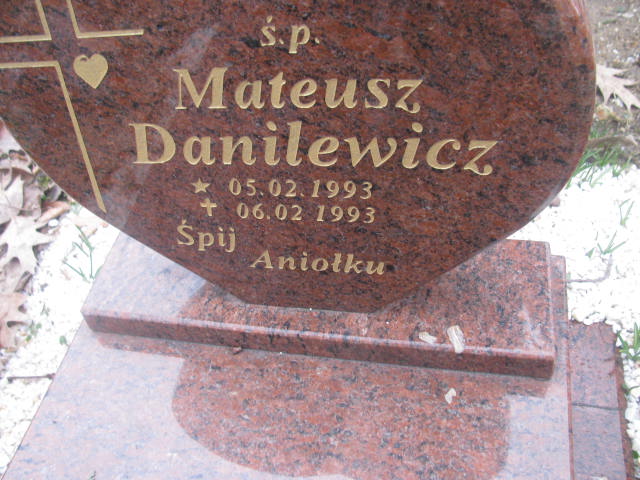 ś.p.
Mateusz
Danilewicz
★ 05.02.1993
✝ 06.02 1993
Śpij
Aniołku